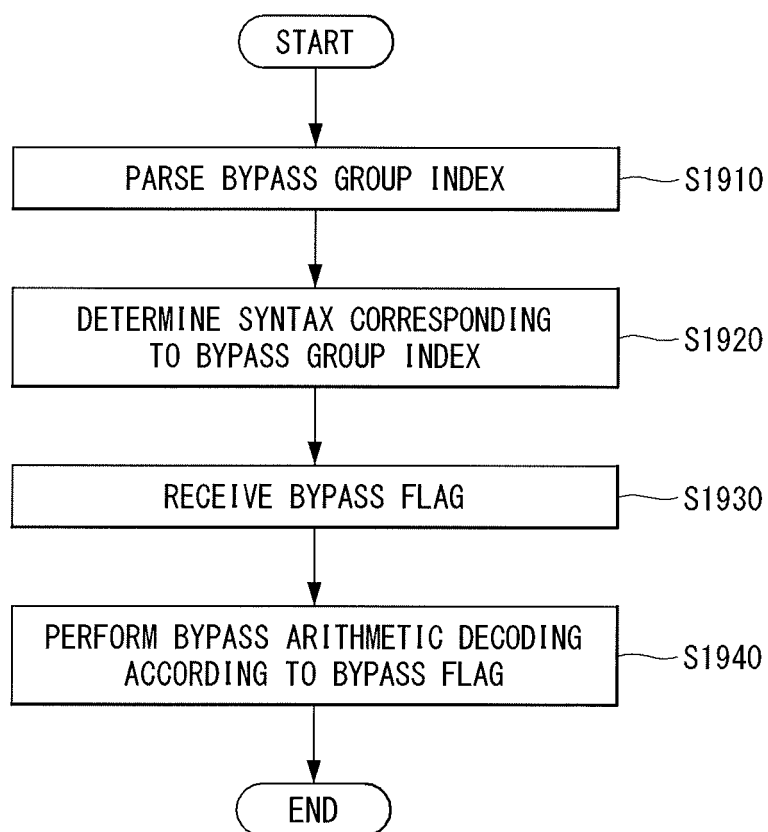 START
PARSE BYPASS GROUP INDEX
S1910
DETERMINE SYNTAX CORRESPONDING
TO BYPASS GROUP INDEX
S1920
RECEIVE BYPASS FLAG
S1930
PERFORM BYPASS ARITHMETIC DECODING
ACCORDING TO BYPASS FLAG
S1940
END